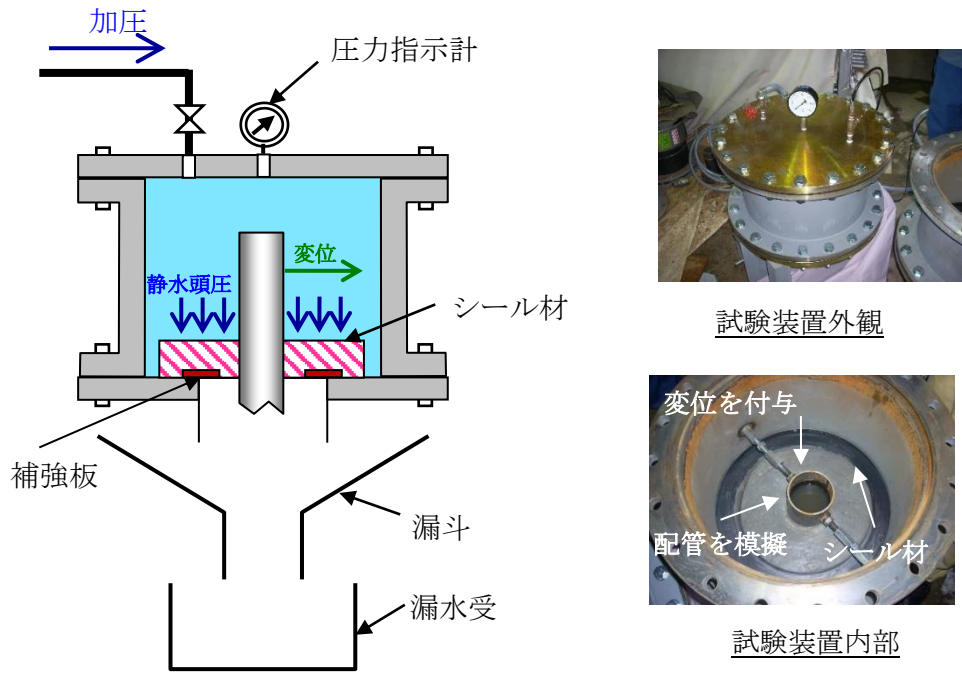 加圧
圧力指示計
変位
静水頭圧
シール材
補強板
漏斗
漏水受
試験装置外観
変位を付与
配管を模擬
シール材
試験装置内部